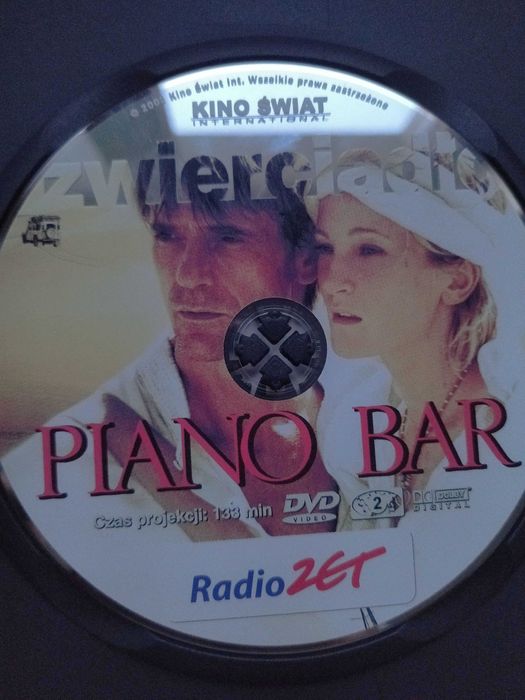 Kino Świat Int. Wszelkie prawa zastrzeżone
KINO ŚWIAT
INTERNATIONAL
zwierciadło
PIANO BAR
Czas projekcji: 133 min
DVD
VIDEO
2
DOLBY
DIGITAL
Radio ZET